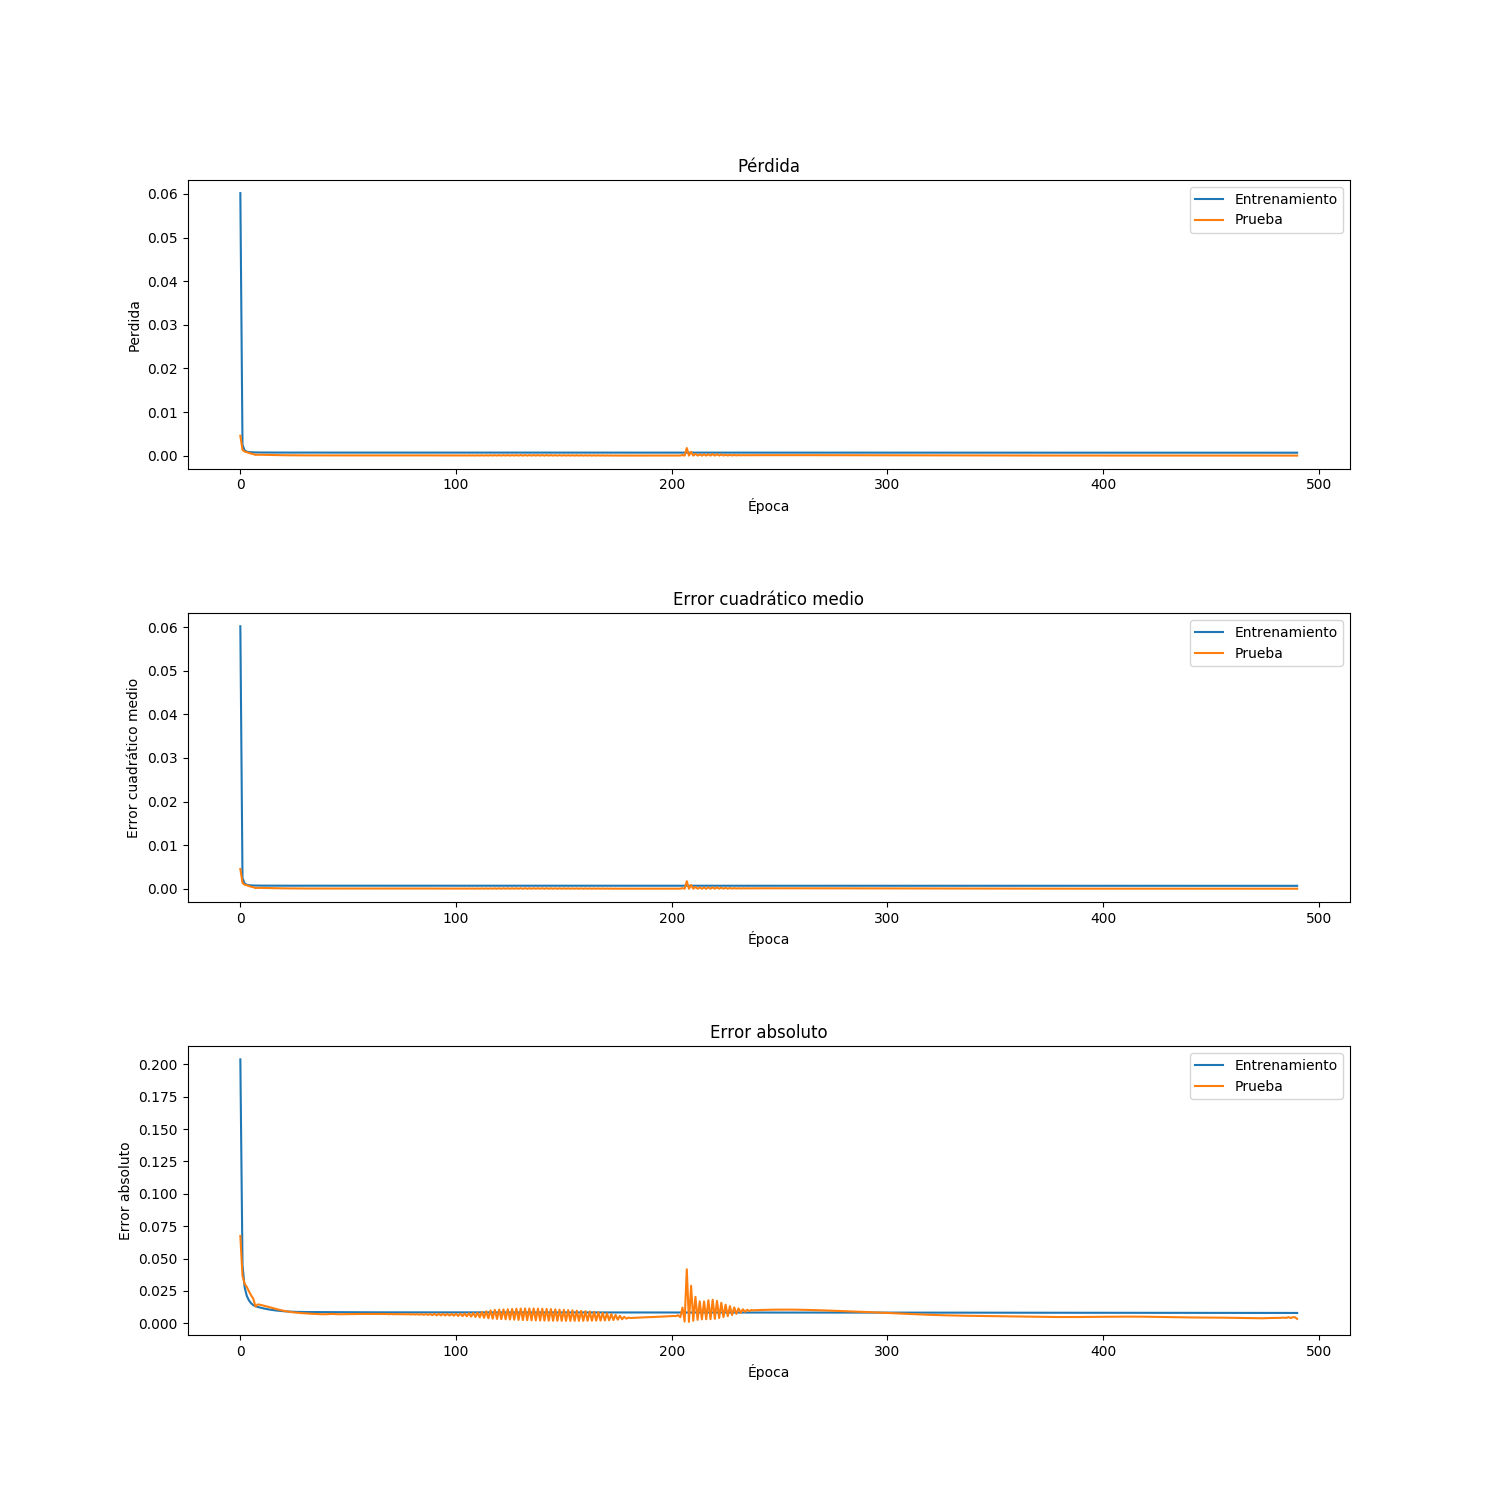 Pérdida
0.06
0.05
0.04
0.03
0.02
0.01
0.00
Perdida
Entrenamiento
Prueba
0 100 200 300 400 500
Época
Error cuadrático medio
0.06
0.05
0.04
0.03
0.02
0.01
0.00
Error cuadrático medio
Entrenamiento
Prueba
0 100 200 300 400 500
Época
Error absoluto
0.200
0.175
0.150
0.125
0.100
0.075
0.050
0.025
0.000
Error absoluto
Entrenamiento
Prueba
0 100 200 300 400 500
Época